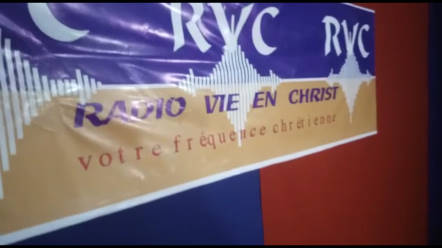 C RVC RVC
RADIO VIE EN CHRIST
votre fréquence chrétienne